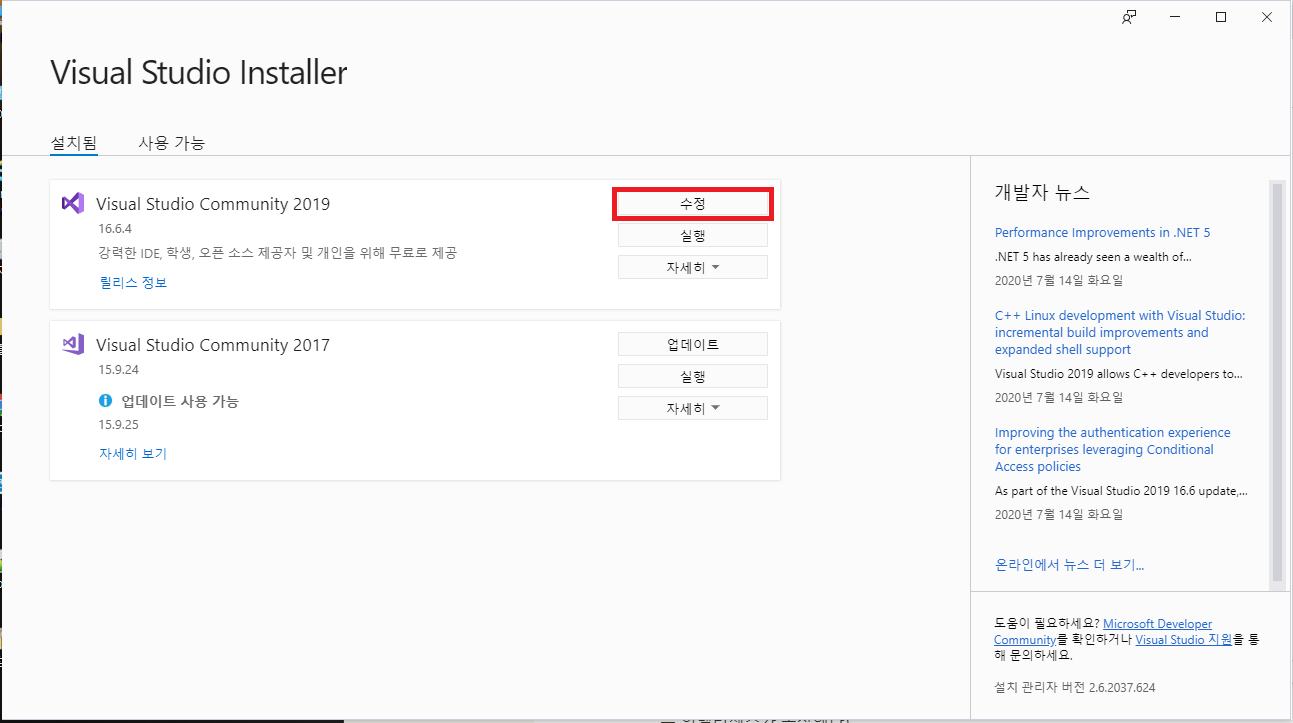 Visual Studio Installer
설치됨
사용 가능
Visual Studio Community 2019
16.6.4
강력한 IDE, 학생, 오픈 소스 제공자 및 개인을 위해 무료로 제공
릴리스 정보
수정
실행
자세히
Visual Studio Community 2017
15.9.24
업데이트 사용 가능
15.9.25
자세히 보기
업데이트
실행
자세히
개발자 뉴스
Performance Improvements in .NET 5
.NET 5 has already seen a wealth of...
2020년 7월 14일 화요일
C++ Linux development with Visual Studio:
incremental build improvements and
expanded shell support
Visual Studio 2019 allows C++ developers to...
2020년 7월 14일 화요일
Improving the authentication experience
for enterprises leveraging Conditional
Access policies
As part of the Visual Studio 2019 16.6 update,...
2020년 7월 14일 화요일
온라인에서 뉴스 더 보기...
도움이 필요하세요? Microsoft Developer
Community를 확인하거나 Visual Studio 지원을 통
해 문의하세요.
설치 관리자 버전 2.6.2037.624